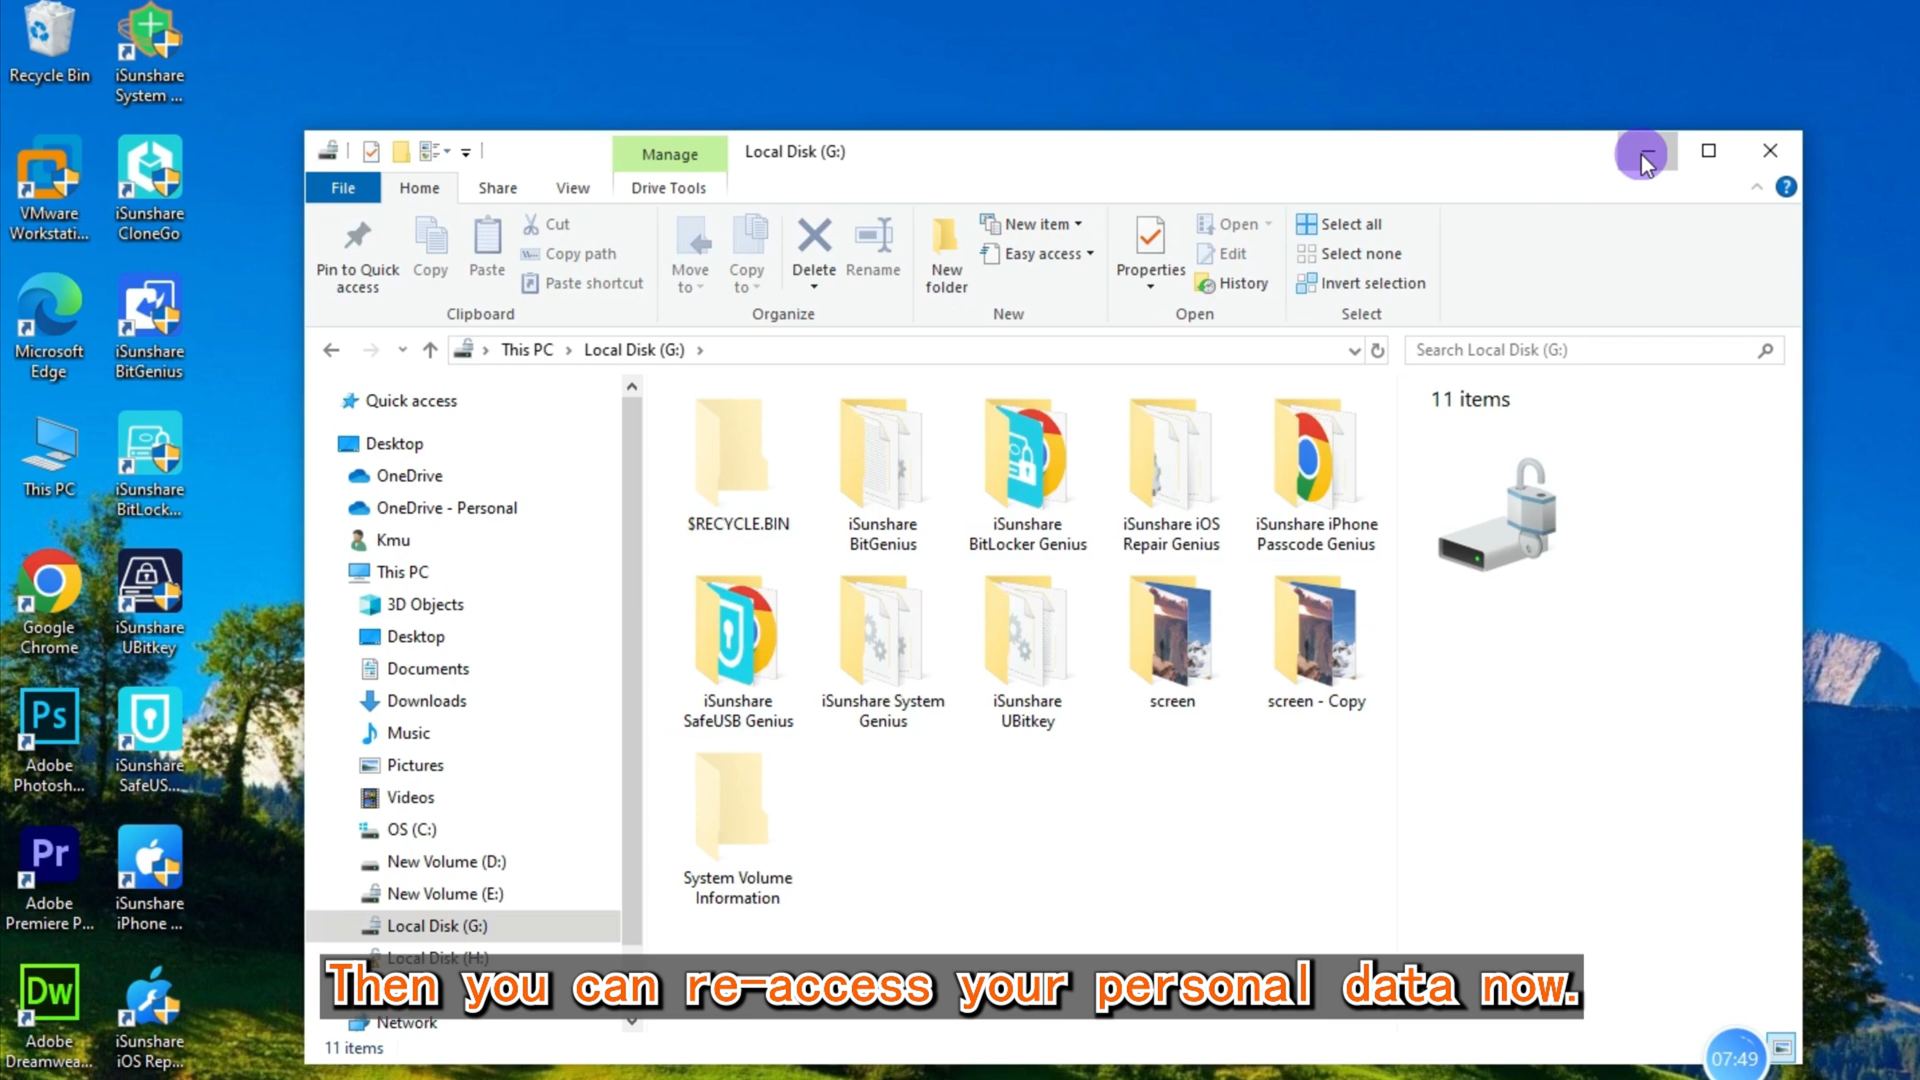 Recycle Bin
iSunshare
System ...
VMware
Workstati...
iSunshare
CloneGo
Microsoft
Edge
iSunshare
BitGenius
This PC
iSunshare
BitLock...
Google
Chrome
iSunshare
UBitkey
Ps
Adobe
Photosh...
iSunshare
SafeUS...
Pr
Adobe
Premiere P...
iSunshare
iPhone ...
Dw
Adobe
Dreamwea...
iSunshare
iOS Rep...
Manage
Local Disk (G:)
File
Home
Share
View
Drive Tools
Pin to Quick
access
Copy
Paste
Cut
Copy path
Paste shortcut
Clipboard
Move
to
Copy
to
Delete
Rename
Organize
New
folder
New item
Easy access
New
Properties
Open
Edit
History
Open
Select all
Select none
Invert selection
Select
This PC
Local Disk (G:)
Search Local Disk (G:)
Quick access
Desktop
OneDrive
OneDrive - Personal
Kmu
This PC
3D Objects
Desktop
Documents
Downloads
Music
Pictures
Videos
OS (C:)
New Volume (D:)
New Volume (E:)
Local Disk (G:)
Local Disk (H:)
Network
$RECYCLE.BIN
iSunshare
BitGenius
iSunshare
BitLocker Genius
iSunshare iOS
Repair Genius
iSunshare iPhone
Passcode Genius
iSunshare
SafeUSB Genius
iSunshare System
Genius
iSunshare
UBitkey
screen
screen - Copy
System Volume
Information
11 items
Then you can re-access your personal data now.
11 items
07:49